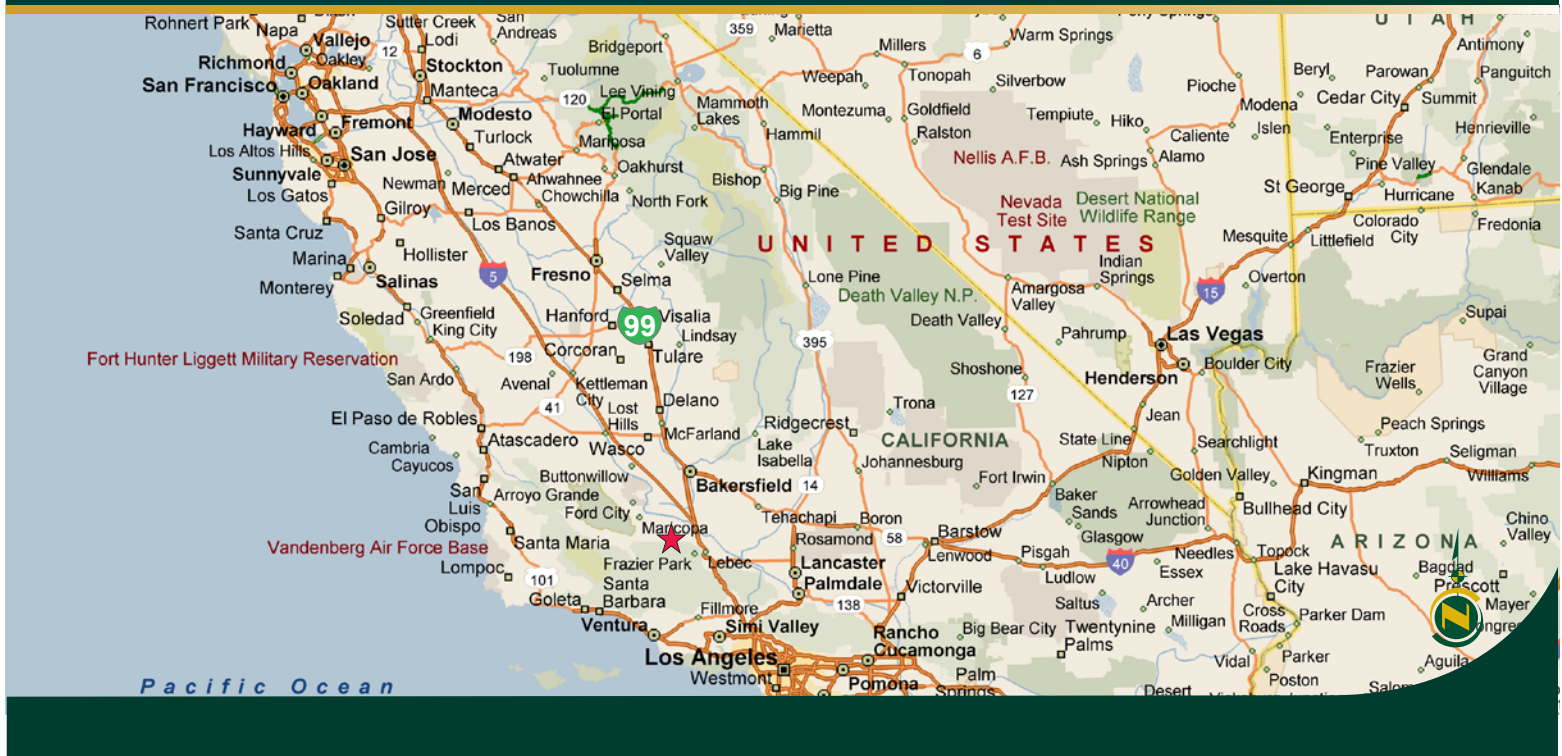 Rohnert Park
Napa
Vallejo
Oakley
Richmond
San Francisco
Oakland
Hayward
Fremont
Los Altos Hills
San Jose
Sunnyvale
Los Gatos
Santa Cruz
Marina
Monterey
Sutter Creek
Lodi
12
Stockton
Manteca
Modesto
Turlock
Atwater
Newman
Merced
Gilroy
Los Banos
Hollister
Salinas
Soledad
Greenfield
King City
San
Andreas
Bridgeport
Tuolumne
120
Lee Vining
El Portal
Mariposa
Mammoth
Lakes
Oakhurst
Ahwahnee
Chowchilla
North Fork
Bishop
Big Pine
Hammil
Squaw
Valley
5
Fresno
Selma
Hanford
99
Visalia
Lindsay
Corcoran
Tulare
198
Avenal
Kettleman
City
41
Lost
Hills
Delano
McFarland
Wasco
Fort Hunter Liggett Military Reservation
San Ardo
El Paso de Robles
Atascadero
Cambria
Cayucos
San
Luis
Obispo
Arroyo Grande
Buttonwillow
Ford City
Bakersfield
Maricopa
Santa Maria
Vandenberg Air Force Base
Lompoc
101
Frazier Park
Lebec
Santa
Barbara
Goleta
Ventura
Fillmore
Simi Valley
Los Angeles
Westmont
Pomona
Rancho
Cucamonga
Palm
Springs
Pacific Ocean
359
Marietta
Millers
6
Warm Springs
Pony Springs
Weepah
Tonopah
Silverbow
Montezuma
Goldfield
Ralston
Tempiute
Hiko
Pioche
Modena
Islen
Caliente
Nellis A.F.B.
Ash Springs
Alamo
Nevada
Test Site
Desert National
Wildlife Range
UNITED STATES
Lone Pine
Death Valley N.P.
Death Valley
395
Indian
Springs
Amargosa
Valley
Pahrump
15
Mesquite
Overton
Las Vegas
Boulder City
Henderson
Shoshone
127
Trona
Ridgecrest
CALIFORNIA
Lake
Isabella
Johannesburg
Jean
State Line
Nipton
Searchlight
Fort Irwin
14
Golden Valley
Baker
Sands
Arrowhead
Junction
Bullhead City
Tehachapi
Boron
Rosamond
58
Barstow
Lenwood
Glasgow
Pisgah
Ludlow
40
Needles
Essex
Topock
Lake Havasu
City
Lancaster
Palmdale
138
Victorville
Saltus
Archer
Milligan
Cross
Roads
Parker Dam
Big Bear City
Twentynine
Palms
Vidal
Parker
Poston
Desert
UTAH
Antimony
Beryl
Parowan
Panguitch
Cedar City
Summit
Enterprise
Henrieville
Pine Valley
Glendale
Kanab
St George
Hurricane
Colorado
City
Fredonia
Littlefield
Supai
Frazier
Wells
Grand
Canyon
Village
Peach Springs
Truxton
Seligman
Kingman
Williams
Chino
Valley
ARIZONA
Bagdad
Prescott
Mayer
Aguila
N